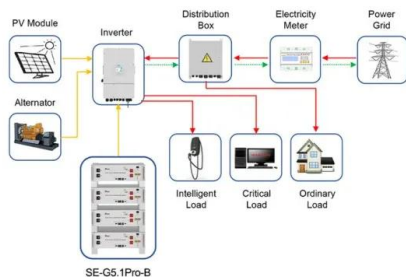 PV Module
Inverter
Distribution
Box
Electricity
Meter
Power
Grid
Alternator
Intelligent
Load
Critical
Load
Ordinary
Load
SE-G5.1Pro-B